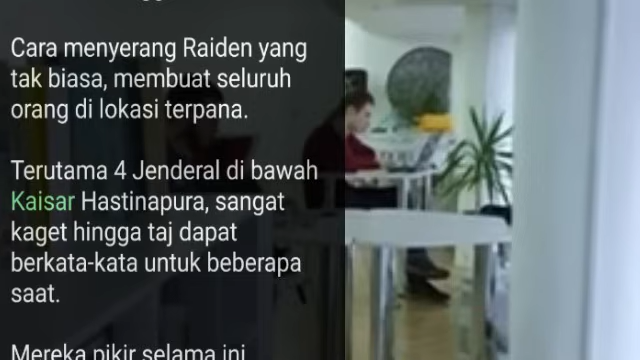 Cara menyerang Raiden yang
tak biasa, membuat seluruh
orang di lokasi terpana.
Terutama 4 Jenderal di bawah
Kaisar Hastinapura, sangat
kaget hingga taj dapat
berkata-kata untuk beberapa
saat.
Mereka pikir selama ini